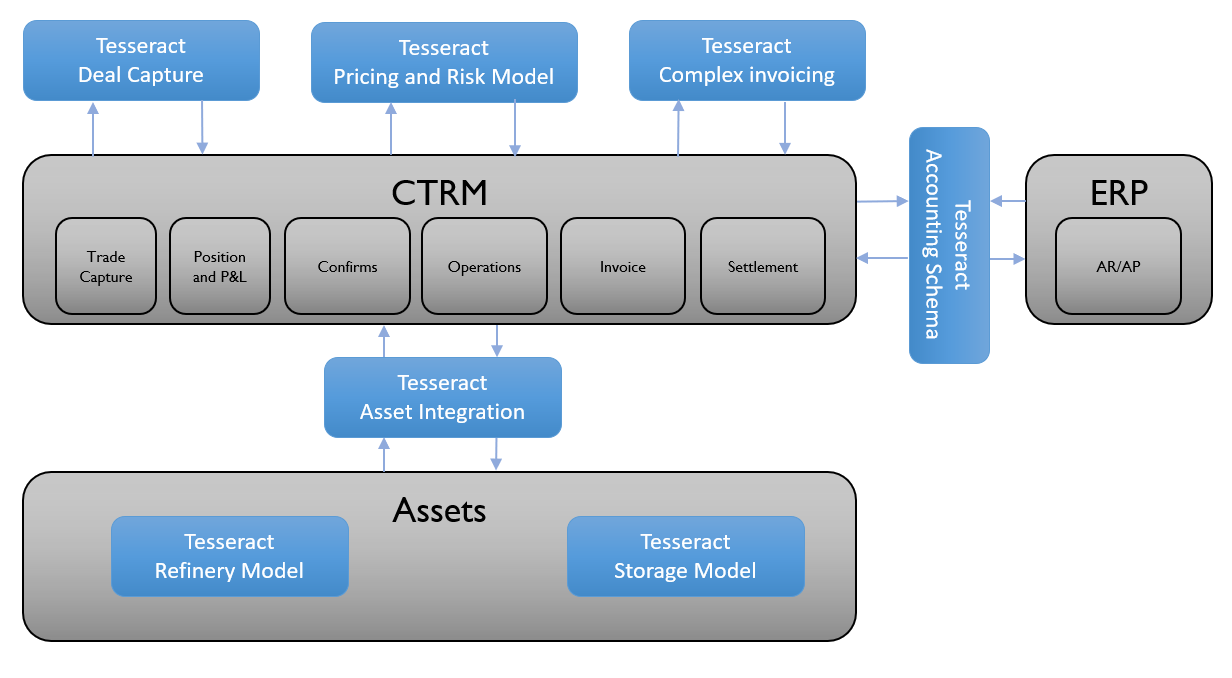 Tesseract
Deal Capture
Tesseract
Pricing and Risk Model
Tesseract
Complex invoicing
CTRM
Trade
Capture
Position
and P&L
Confirms
Operations
Invoice
Settlement
Tesseract
Accounting Schema
ERP
AR/AP
Tesseract
Asset Integration
Assets
Tesseract
Refinery Model
Tesseract
Storage Model